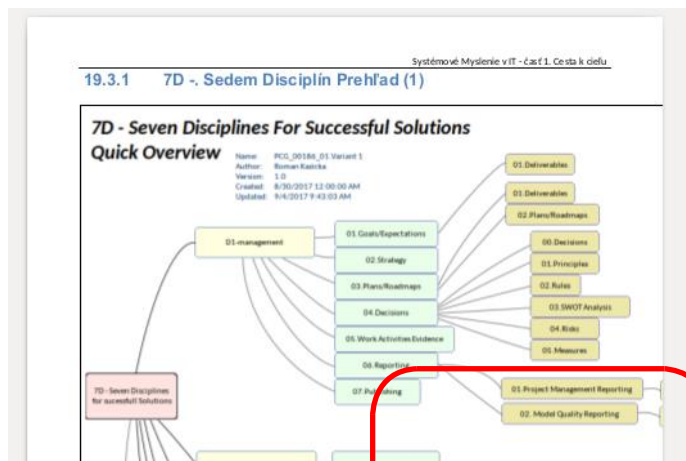 Systémové Myslenie v IT - časť 1. Cesta k cieľu
19.3.1 7D -. Sedem Disciplín Prehľad (1)
7D - Seven Disciplines For Successful Solutions
Quick Overview
Name: PCG_00186_01.Variant 1
Author: Roman Kazicka
Version: 1.0
Created: 8/30/2017 12:00:00 AM
Updated: 9/4/2017 9:43:03 AM
01.Deliverables
01.Deliverables
02.Plans/Roadmaps
01-management
01.Goals/Expectations
02.Strategy
03.Plans/Roadmaps
04.Decisions
05.Work Activities Evidence
06.Reporting
07.Publishing
00.Decisions
01.Principles
02.Rules
03.SWOT Analysis
04.Risks
05.Measures
7D - Seven Disciplines
for sucessfull Solutions
01.Project Management Reporting
02. Model Quality Reporting